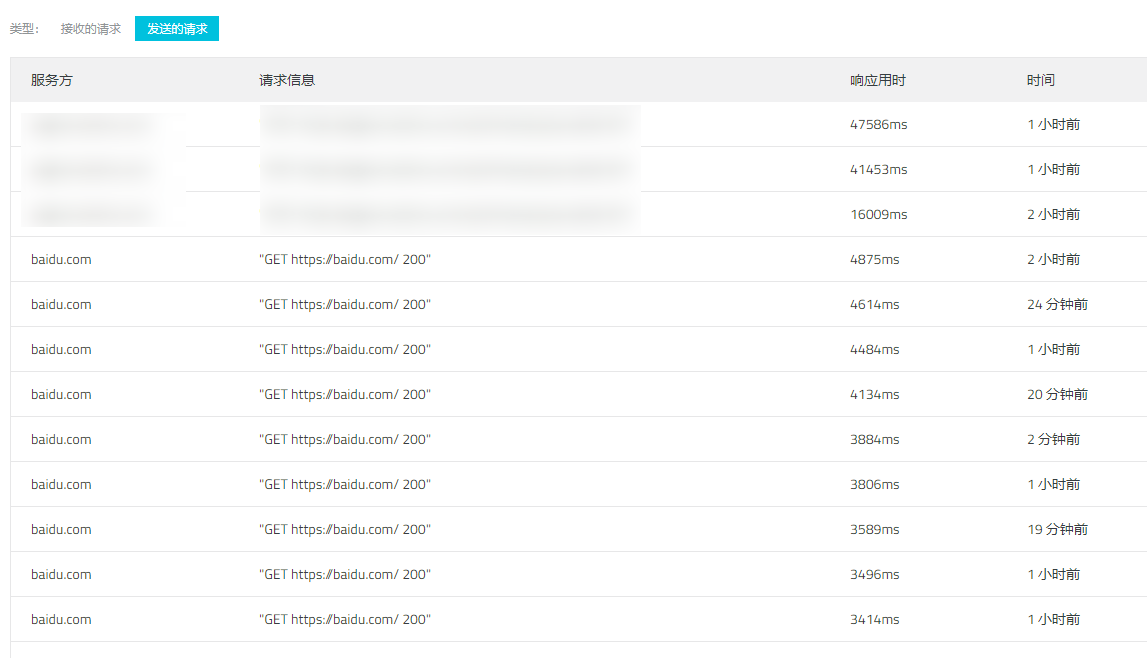 类型： 接收的请求 发送的请求
服务方 请求信息 响应用时 时间
47586ms 1 小时前
41453ms 1 小时前
16009ms 2 小时前
baidu.com "GET https://baidu.com/ 200" 4875ms 2 小时前
baidu.com "GET https://baidu.com/ 200" 4614ms 24 分钟前
baidu.com "GET https://baidu.com/ 200" 4484ms 1 小时前
baidu.com "GET https://baidu.com/ 200" 4134ms 20 分钟前
baidu.com "GET https://baidu.com/ 200" 3884ms 2 分钟前
baidu.com "GET https://baidu.com/ 200" 3806ms 1 小时前
baidu.com "GET https://baidu.com/ 200" 3589ms 19 分钟前
baidu.com "GET https://baidu.com/ 200" 3496ms 1 小时前
baidu.com "GET https://baidu.com/ 200" 3414ms 1 小时前